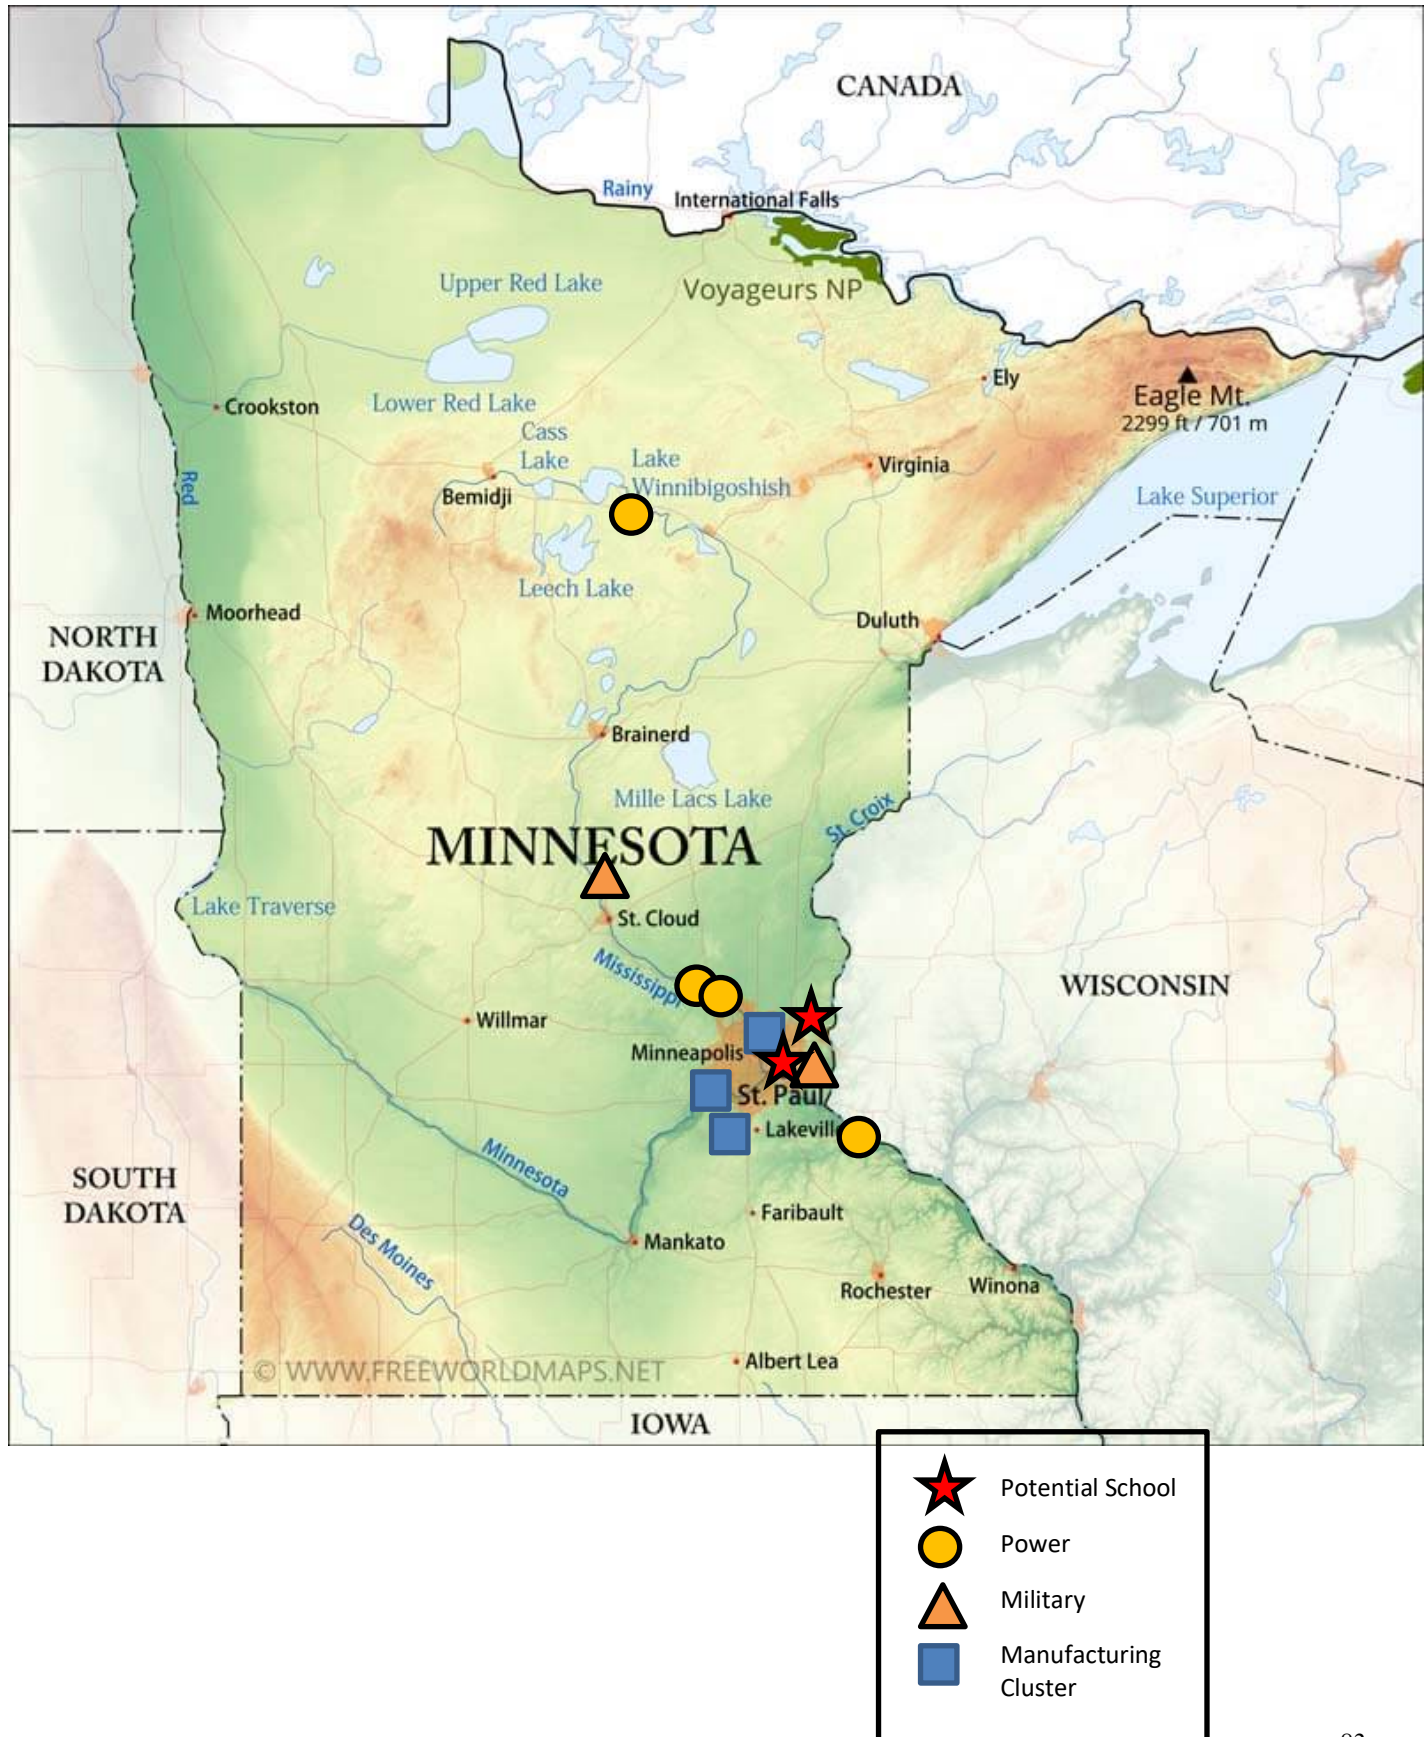 CANADA
Rainy
International Falls
Upper Red Lake
Voyageurs NP
Ely
Eagle Mt.
2299 ft / 701 m
Crookston
Lower Red Lake
Cass
Lake
Lake
Winnibigoshish
Virginia
Bemidji
Red
Lake Superior
Leech Lake
Moorhead
Duluth
NORTH
DAKOTA
Brainerd
Mille Lacs Lake
St. Croix
MINNESOTA
Lake Traverse
St. Cloud
Mississippi
WISCONSIN
Willmar
Minneapolis
St. Paul
Lakevill
Minnesota
SOUTH
DAKOTA
Faribault
Des Moines
Mankato
Rochester
Winona
Albert Lea
© WWW.FREEWORLDMAPS.NET
IOWA
Potential School
Power
Military
Manufacturing
Cluster